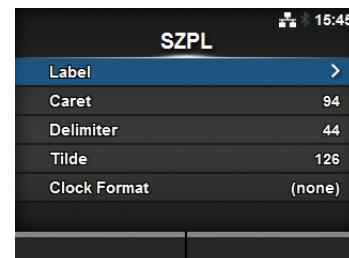 15:45
SZPL
Label >
Caret 94
Delimiter 44
Tilde 126
Clock Format (none)